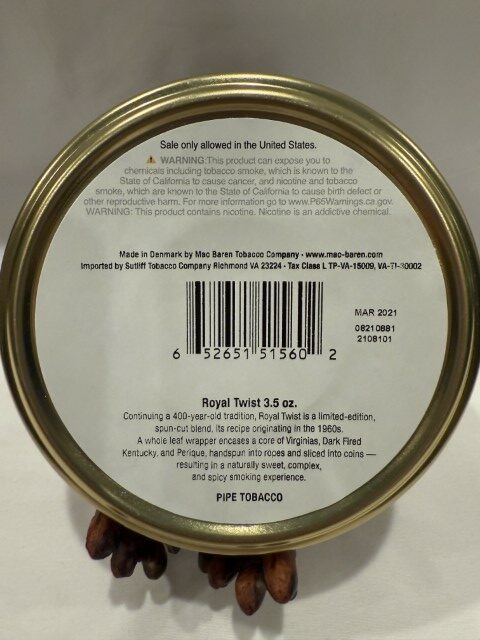 Sale only allowed in the United States.
⚠ WARNING:This product can expose you to
chemicals including tobacco smoke, which is known to the
State of California to cause cancer, and nicotine and tobacco
smoke, which are known to the State of California to cause birth defect or
other reproductive harm. For more information go to www.P65Warnings.ca.gov.
WARNING: This product contains nicotine. Nicotine is an addictive chemical.
Made in Denmark by Mac Baren Tobacco Company - www.mac-baren.com
Imported by Sutliff Tobacco Company Richmond VA 23224 - Tax Class L TP-VA-15009, VA-TI-30002
MAR 2021
08210881
2108101
6 52651 51560 2
Royal Twist 3.5 oz.
Continuing a 400-year-old tradition, Royal Twist is a limited-edition,
spun-cut blend, its recipe originating in the 1960s.
A whole leaf wrapper encases a core of Virginias, Dark Fired
Kentucky, and Perique, handspun into ropes and sliced into coins —
resulting in a naturally sweet, complex,
and spicy smoking experience.
PIPE TOBACCO